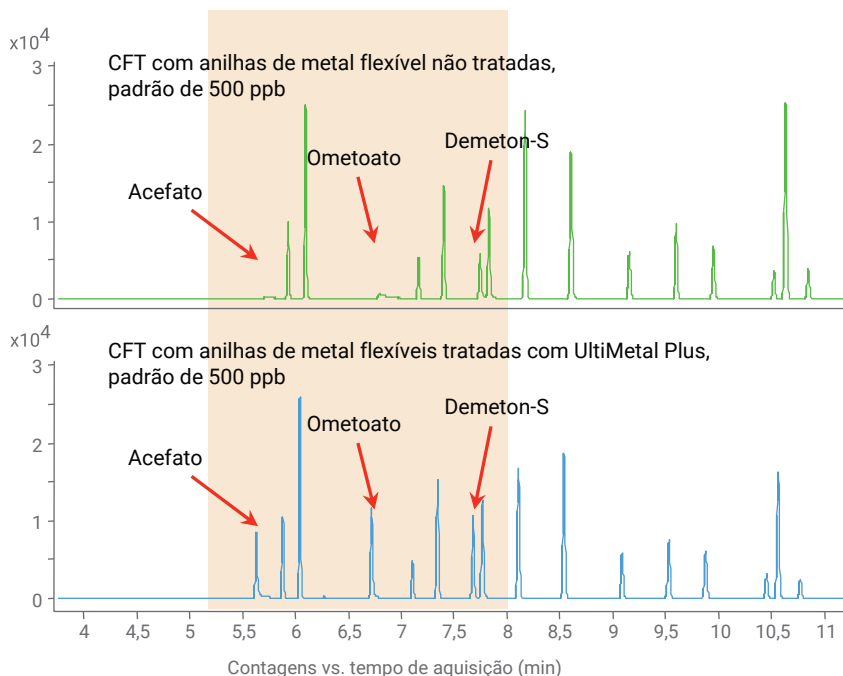 x10⁴
CFT com anilhas de metal flexível não tratadas,
padrão de 500 ppb
3
2
1
0
Acefato
Ometoato
Demeton-S
x10⁴
CFT com anilhas de metal flexíveis tratadas com UltiMetal Plus,
padrão de 500 ppb
3
2
1
0
Acefato
Ometoato
Demeton-S
4 5 5,5 6 6,5 7 7,5 8 8,5 9 9,5 10 10,5 11
Contagens vs. tempo de aquisição (min)